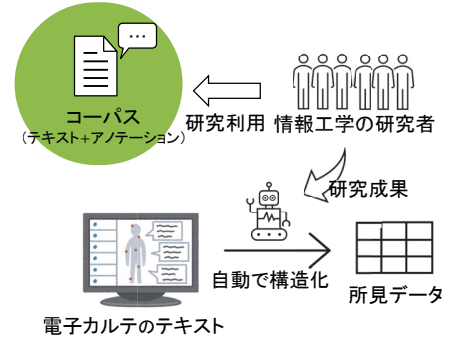 コーパス
(テキスト+アノテーション)
研究利用
情報工学の研究者
研究成果
自動で構造化
所見データ
電子カルテのテキスト